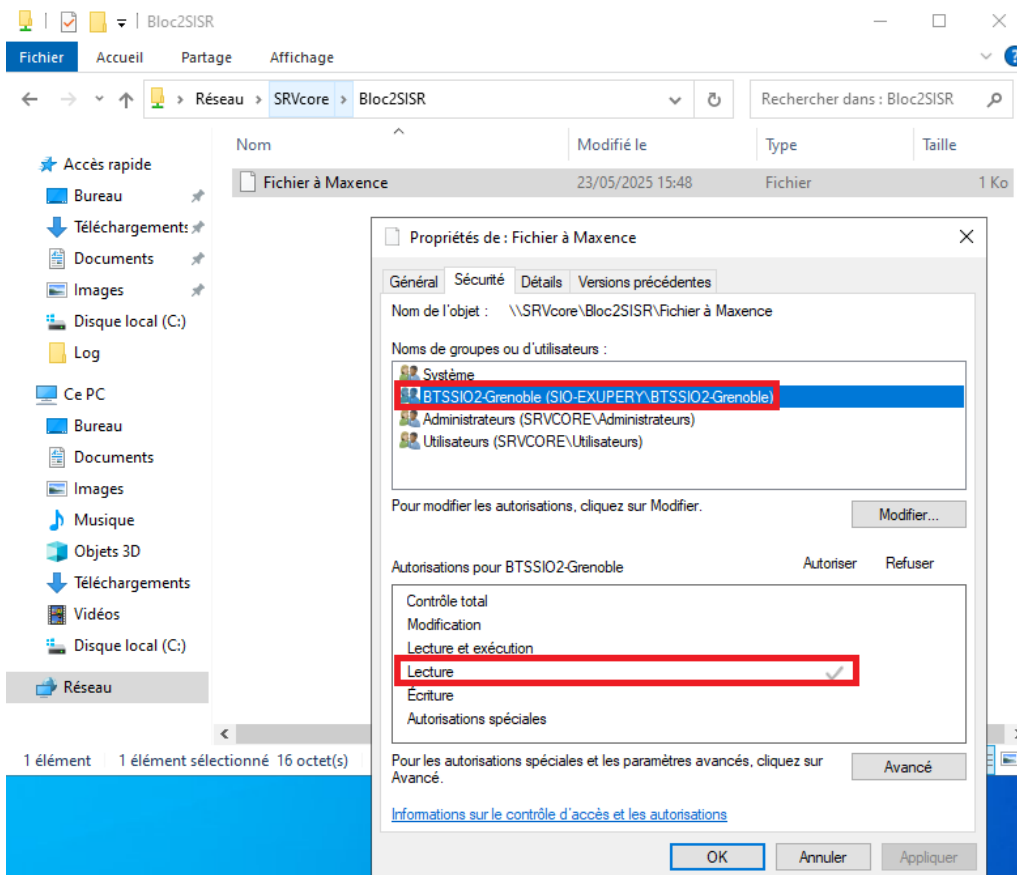 Bloc2SISR
Fichier Accueil Partage Affichage
Réseau > SRVcore > Bloc2SISR
Rechercher dans : Bloc2SISR
Nom Modifié le Type Taille
Fichier à Maxence 23/05/2025 15:48 Fichier 1 Ko
Accès rapide
Bureau
Téléchargements
Documents
Images
Disque local (C:)
Log
Ce PC
Bureau
Documents
Images
Musique
Objets 3D
Téléchargements
Vidéos
Disque local (C:)
Réseau
1 élément 1 élément sélectionné 16 octet(s)
Propriétés de : Fichier à Maxence
Général Sécurité Détails Versions précédentes
Nom de l'objet : \\SRVcore\Bloc2SISR\Fichier à Maxence
Noms de groupes ou d'utilisateurs :
Système
BTSSIO2-Grenoble (SIO-EXUPERY\BTSSIO2-Grenoble)
Administrateurs (SRVCORE\Administrateurs)
Utilisateurs (SRVCORE\Utilisateurs)
Pour modifier les autorisations, cliquez sur Modifier.
Modifier...
Autorisations pour BTSSIO2-Grenoble Autoriser Refuser
Contrôle total
Modification
Lecture et exécution
Lecture
Écriture
Autorisations spéciales
Pour les autorisations spéciales et les paramètres avancés, cliquez sur
Avancé.
Avancé
Informations sur le contrôle d'accès et les autorisations
OK Annuler Appliquer